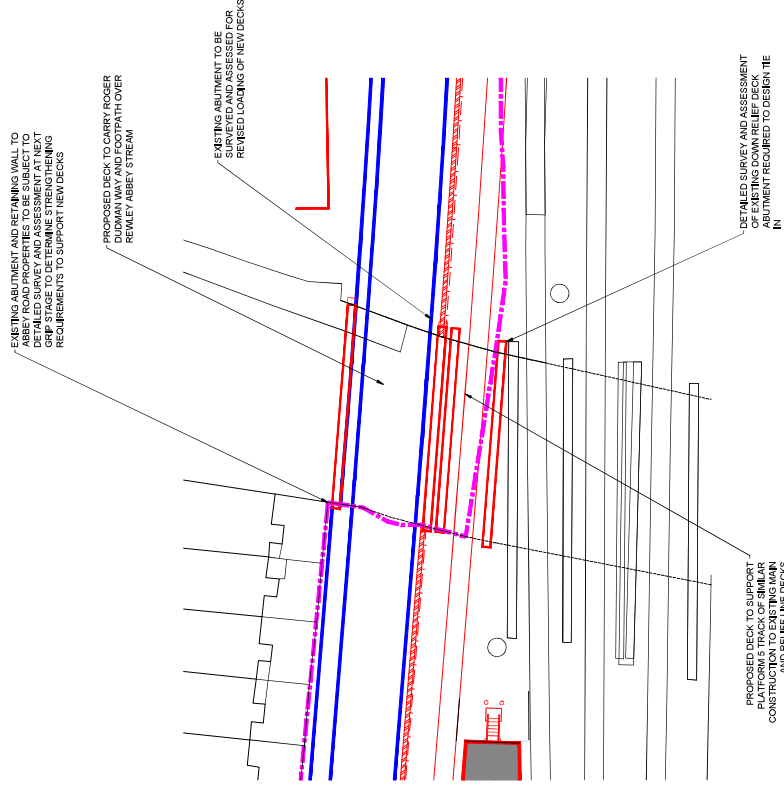 EXISTING ABUTMENT AND RETAINING WALL TO
ABBEY ROAD PROPERTIES TO BE SUBJECT TO
DETAILED SURVEY AND ASSESSMENT AT NEXT
GRIP STAGE TO DETERMINE STRENGTHENING
REQUIREMENTS TO SUPPORT NEW DECKS
PROPOSED DECK TO CARRY ROGER
DUDMAN WAY AND FOOTPATH OVER
REWLEY ABBEY STREAM
EXISTING ABUTMENT TO BE
SURVEYED AND ASSESSED FOR
REVISED LOADING OF NEW DECKS
DETAILED SURVEY AND ASSESSMENT
OF EXISTING DOWN RELIEF DECK
ABUTMENT REQUIRED TO DESIGN TIE
IN
PROPOSED DECK TO SUPPORT
PLATFORM 5 TRACK OF SIMILAR
CONSTRUCTION TO EXISTING MAIN
AND RELIEF LINE DECKS